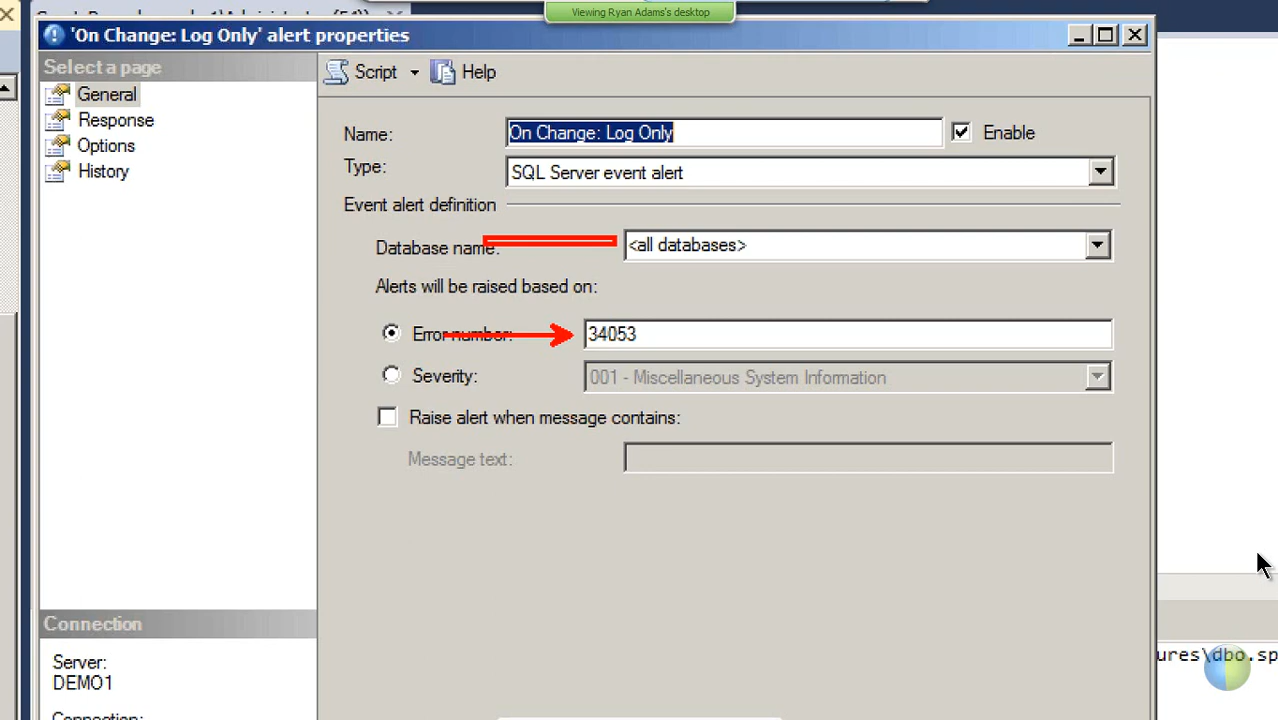 Viewing Ryan Adams's desktop
'On Change: Log Only' alert properties
Select a page
General
Response
Options
History
Script
Help
Name:
On Change: Log Only
Enable
Type:
SQL Server event alert
Event alert definition
Database name:
<all databases>
Alerts will be raised based on:
Error number:
34053
Severity:
001 - Miscellaneous System Information
Raise alert when message contains:
Message text:
Connection
Server:
DEMO1
Connection:
ures\dbo.sp